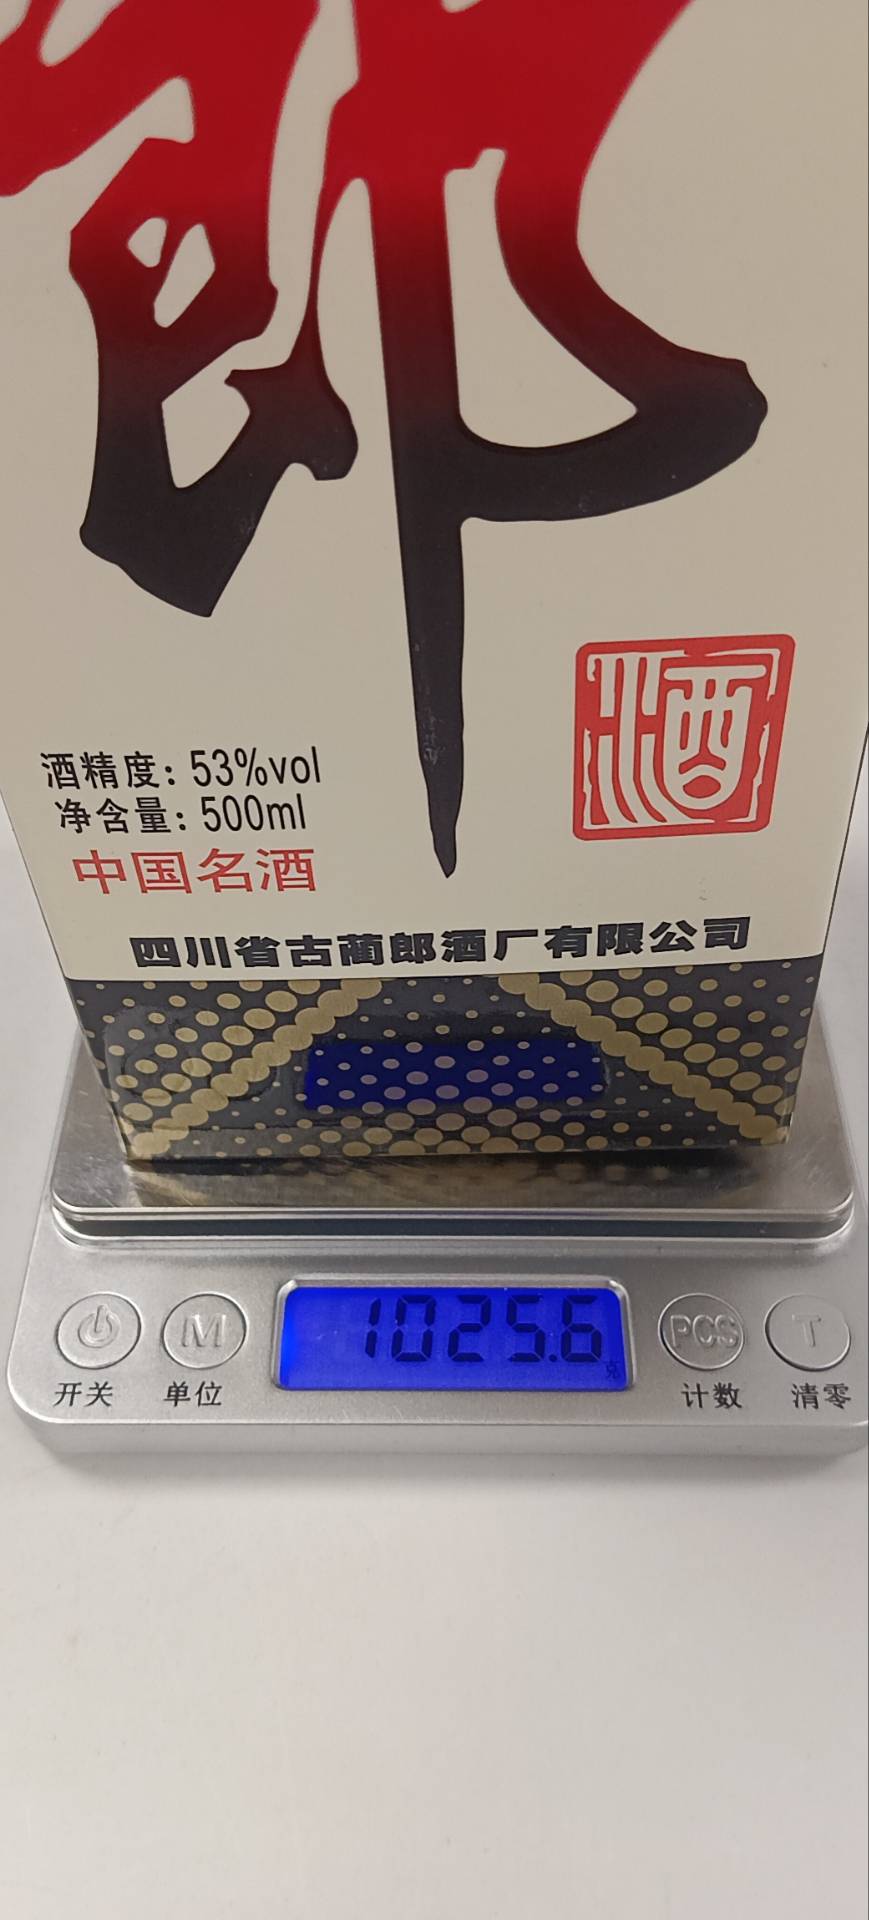 郎
酒
酒精度：53%vol
净含量：500ml
中国名酒
四川省古蔺郎酒厂有限公司
1025.6
克
M
PCS
T
开关
单位
计数
清零